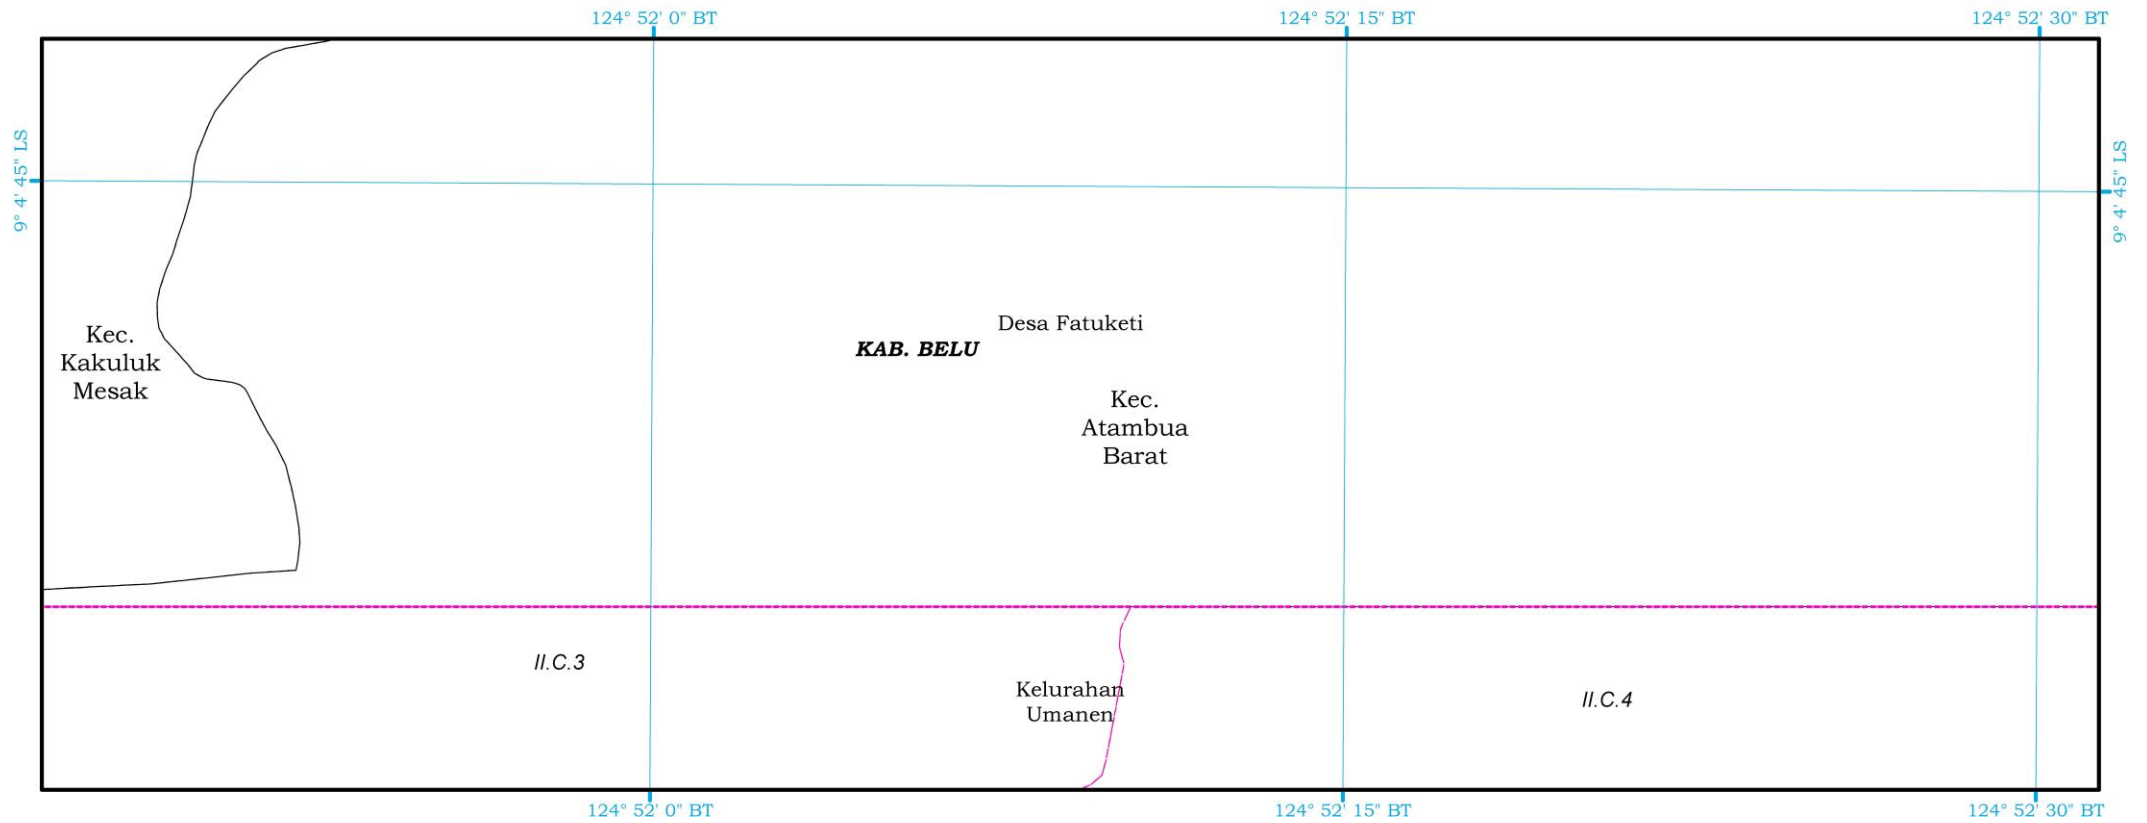 124° 52' 0" BT
124° 52' 15" BT
124° 52' 30" BT
9° 4' 45" LS
9° 4' 45" LS
Desa Fatuketi
KAB. BELU
Kec.
Kakuluk
Mesak
Kec.
Atambua
Barat
II.C.3
Kelurahan
Umanen
II.C.4
124° 52' 0" BT
124° 52' 15" BT
124° 52' 30" BT